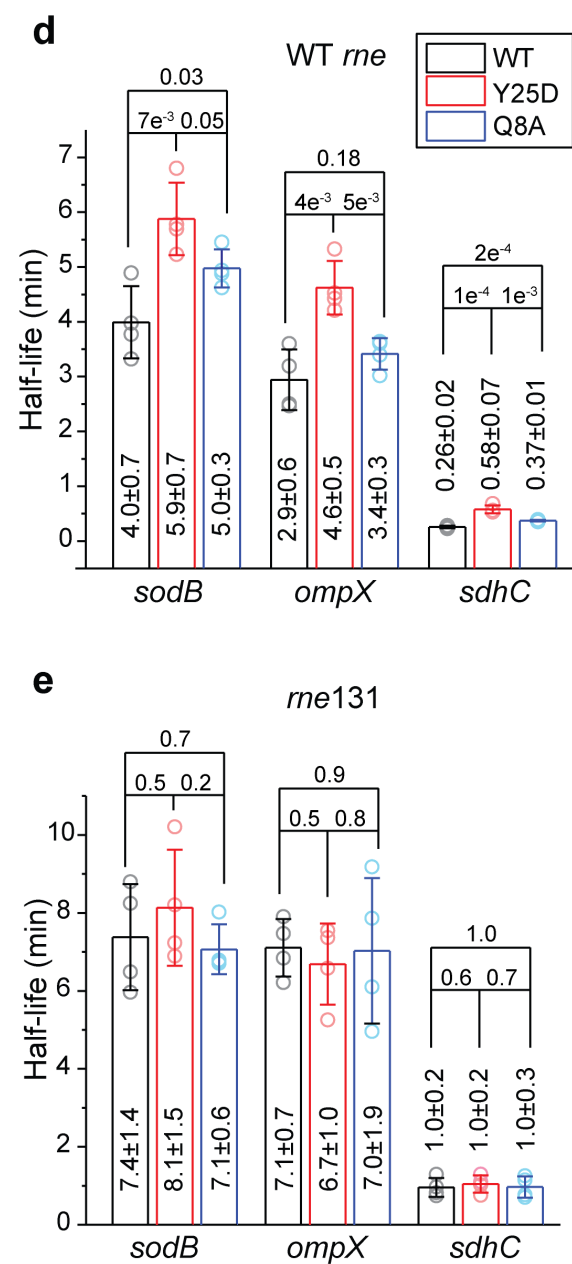 d
WT rne
WT
Y25D
Q8A
0.03
7e⁻³ 0.05
0.18
4e⁻³ 5e⁻³
2e⁻⁴
1e⁻⁴ 1e⁻³
Half-life (min)
7
6
5
4
3
2
1
0
4.0±0.7
5.9±0.7
5.0±0.3
2.9±0.6
4.6±0.5
3.4±0.3
0.26±0.02
0.58±0.07
0.37±0.01
sodB
ompX
sdhC
e
rne131
0.7
0.5 0.2
0.9
0.5 0.8
1.0
0.6 0.7
Half-life (min)
10
8
6
4
2
0
7.4±1.4
8.1±1.5
7.1±0.6
7.1±0.7
6.7±1.0
7.0±1.9
1.0±0.2
1.0±0.2
1.0±0.3
sodB
ompX
sdhC